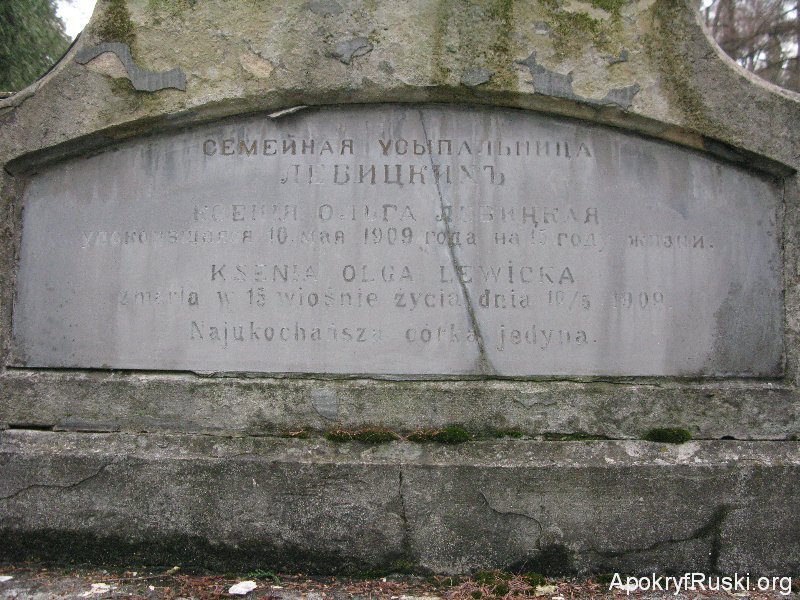 СЕМЕЙНАЯ УСЫПАЛЬНИЦА
ЛЕВИЦКИХЪ
КСЕНІЯ ОЛЬГА ЛЕВИЦКАЯ
упокоившаяся 10 мая 1909 года на 15 году жизни.
KSENIA OLGA LEWICKA
zmarła w 15 wiośnie życia dnia 10/5 1909.
Najukochańsza córka jedyna.
ApokryfRuski.org